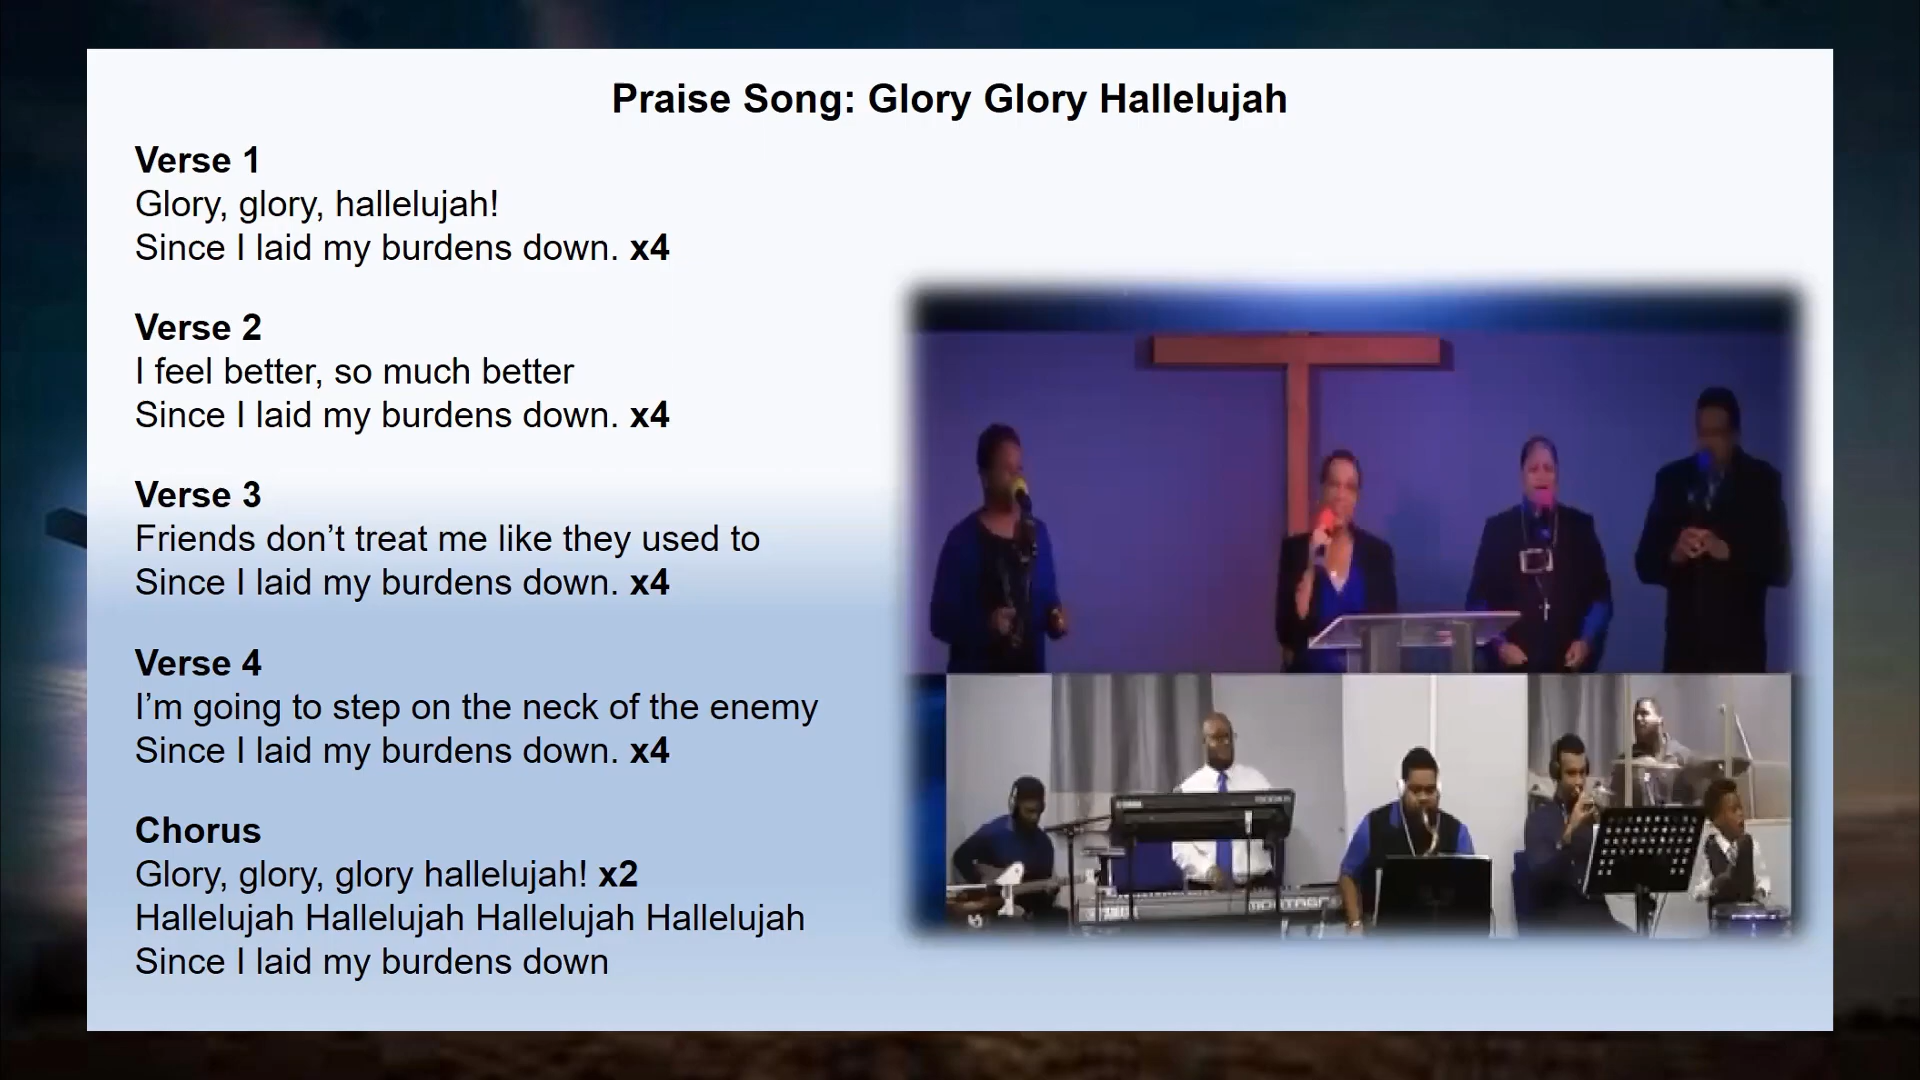 Praise Song: Glory Glory Hallelujah
Verse 1
Glory, glory, hallelujah!
Since I laid my burdens down. x4
Verse 2
I feel better, so much better
Since I laid my burdens down. x4
Verse 3
Friends don’t treat me like they used to
Since I laid my burdens down. x4
Verse 4
I’m going to step on the neck of the enemy
Since I laid my burdens down. x4
Chorus
Glory, glory, glory hallelujah! x2
Hallelujah Hallelujah Hallelujah Hallelujah
Since I laid my burdens down
MONTAGE